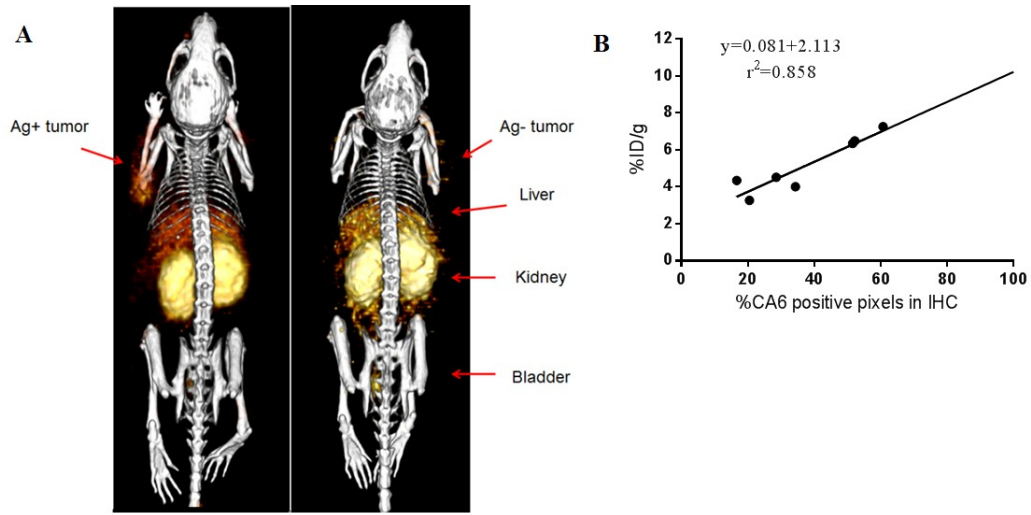 A
Ag+ tumor
Ag- tumor
Liver
Kidney
Bladder
B
y=0.081+2.113
r²=0.858
%ID/g
12
10
8
6
4
2
0
0 20 40 60 80 100
%CA6 positive pixels in IHC